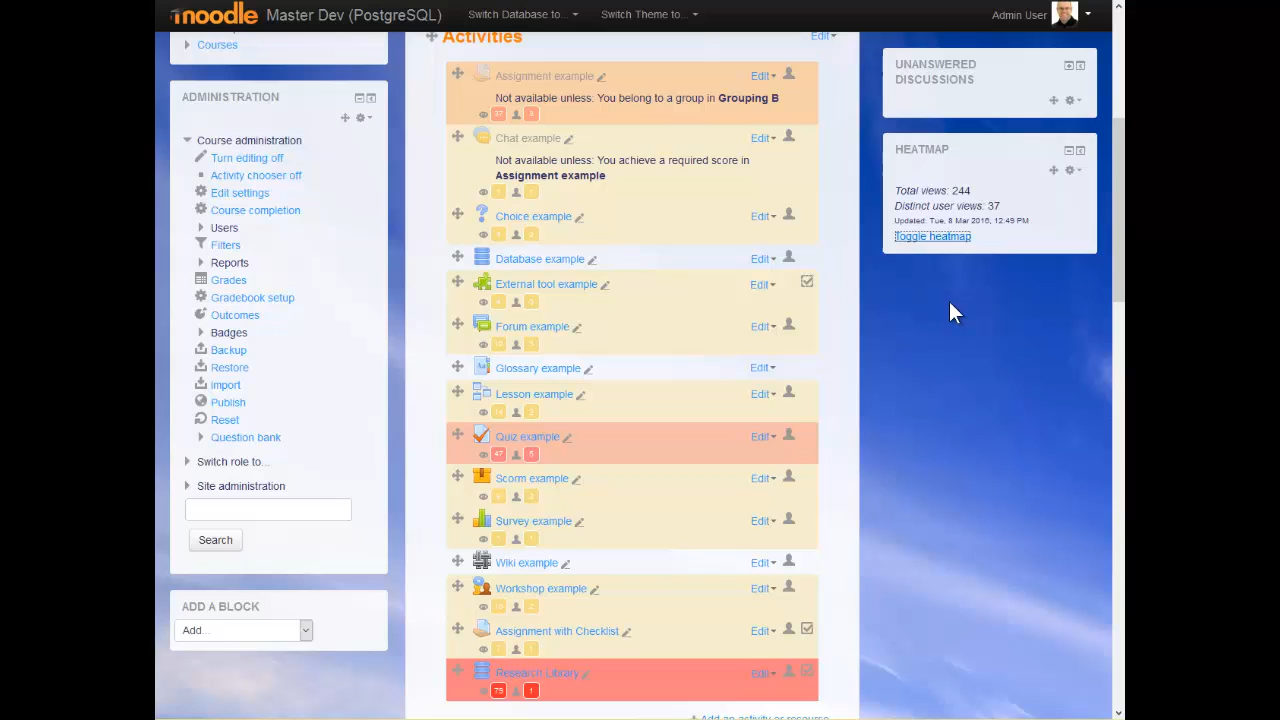 moodle Master Dev (PostgreSQL) Switch Database to... Switch Theme to... Admin User
Courses
ADMINISTRATION
Course administration
Turn editing off
Activity chooser off
Edit settings
Course completion
Users
Filters
Reports
Grades
Gradebook setup
Outcomes
Badges
Backup
Restore
Import
Publish
Reset
Question bank
Switch role to...
Site administration
Search
ADD A BLOCK
Add...
Activities Edit
Assignment example Edit
Not available unless: You belong to a group in Grouping B
37 3
Chat example Edit
Not available unless: You achieve a required score in
Assignment example
Choice example Edit
Database example Edit
External tool example Edit
Forum example Edit
Glossary example Edit
Lesson example Edit
Quiz example Edit
47 5
Scorm example Edit
Survey example Edit
Wiki example Edit
Workshop example Edit
Assignment with Checklist Edit
Research Library Edit
79 1
Add an activity or resource
UNANSWERED
DISCUSSIONS
HEATMAP
Total views: 244
Distinct user views: 37
Updated: Tue, 8 Mar 2016, 12:49 PM
Toggle heatmap